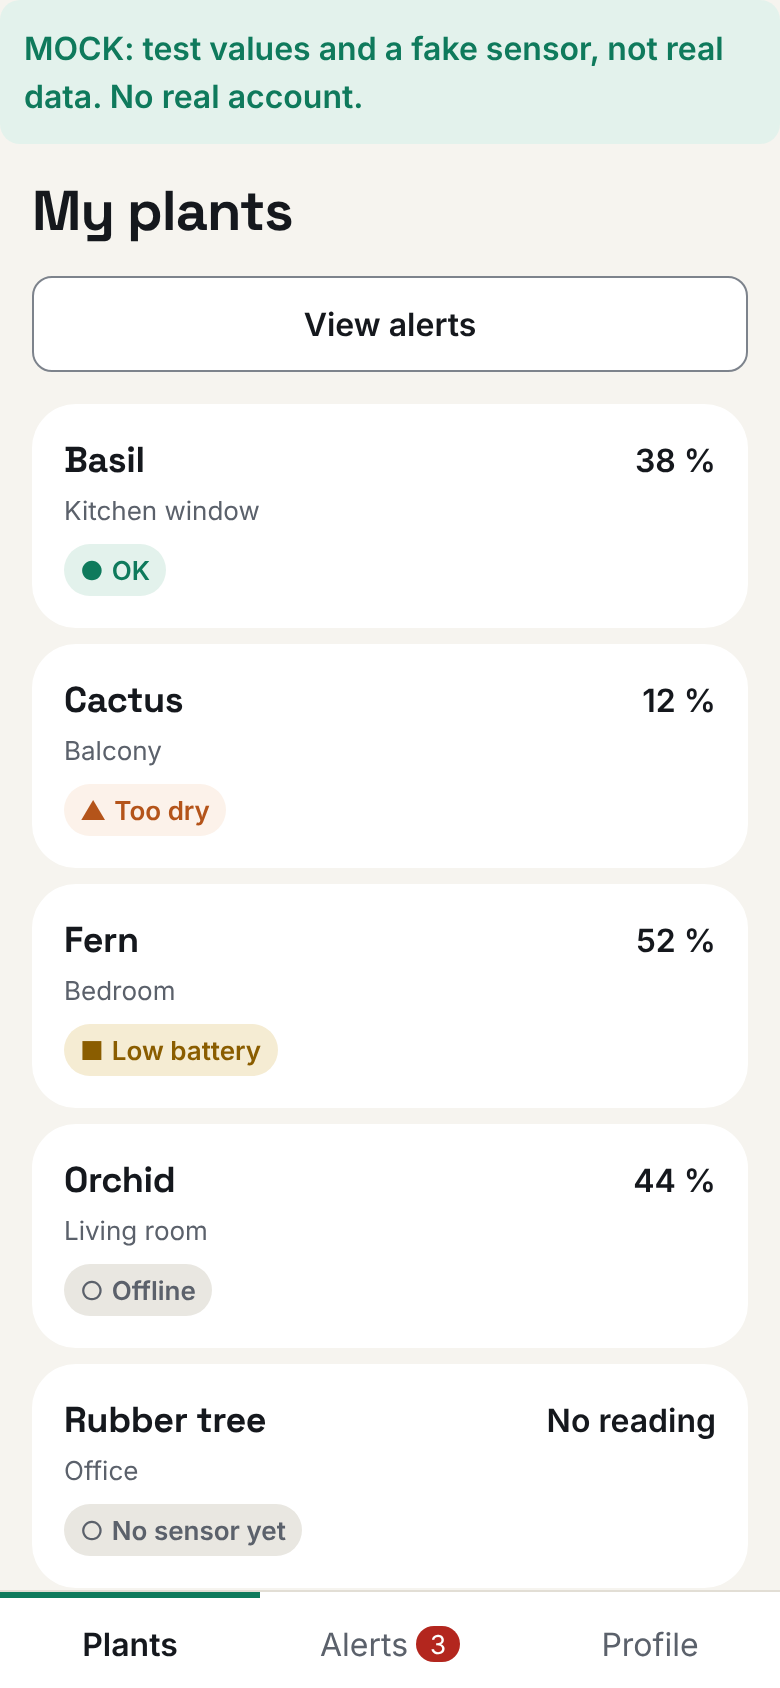 MOCK: test values and a fake sensor, not real
data. No real account.
My plants
View alerts
Basil 38 %
Kitchen window
OK
Cactus 12 %
Balcony
Too dry
Fern 52 %
Bedroom
Low battery
Orchid 44 %
Living room
Offline
Rubber tree No reading
Office
No sensor yet
Plants Alerts 3 Profile